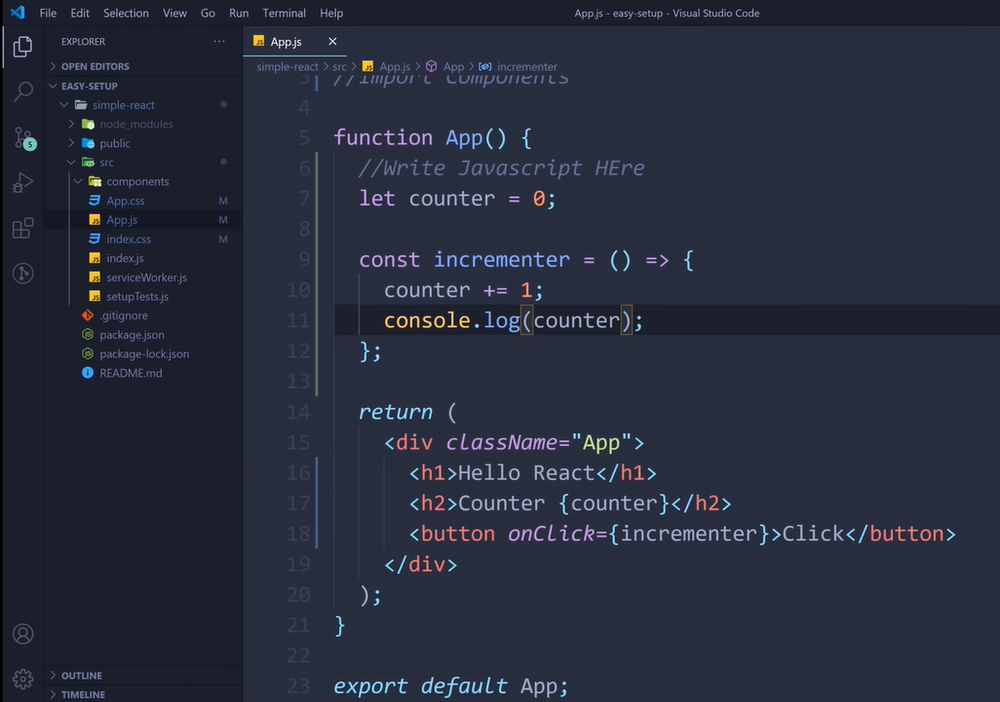 File Edit Selection View Go Run Terminal Help
App.js - easy-setup - Visual Studio Code
EXPLORER ···
OPEN EDITORS
EASY-SETUP
simple-react
node_modules
public
src
components
App.css M
App.js M
index.css M
index.js
serviceWorker.js
setupTests.js
.gitignore
package.json
package-lock.json
README.md
OUTLINE
TIMELINE
5
JS App.js ×
simple-react > src > JS App.js > App > incrementer
3 //Import Components
4
5 function App() {
6 //Write Javascript HEre
7 let counter = 0;
8
9 const incrementer = () => {
10 counter += 1;
11 console.log(counter);
12 };
13
14 return (
15 <div className="App">
16 <h1>Hello React</h1>
17 <h2>Counter {counter}</h2>
18 <button onClick={incrementer}>Click</button>
19 </div>
20 );
21 }
22
23 export default App;